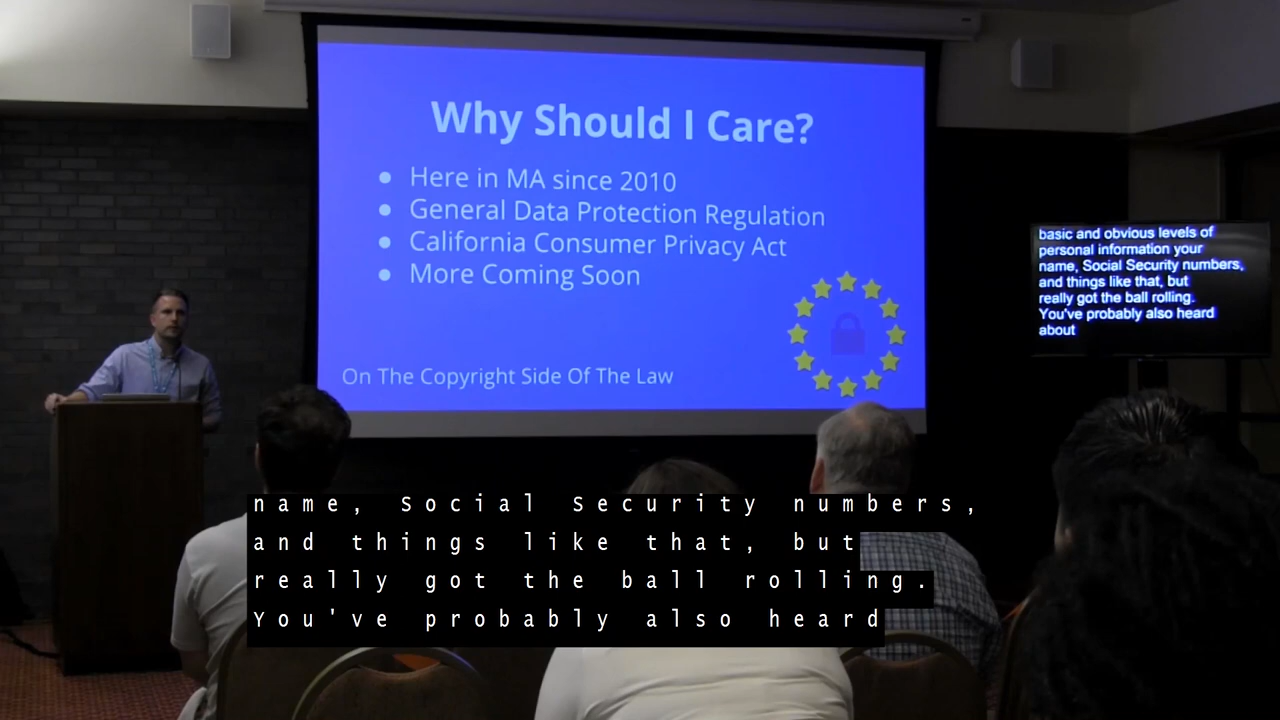 Why Should I Care?
● Here in MA since 2010
● General Data Protection Regulation
● California Consumer Privacy Act
● More Coming Soon
On The Copyright Side Of The Law
basic and obvious levels of
personal information your
name, Social Security numbers,
and things like that, but
really got the ball rolling.
You've probably also heard
about
name, Social Security numbers,
and things like that, but
really got the ball rolling.
You've probably also heard